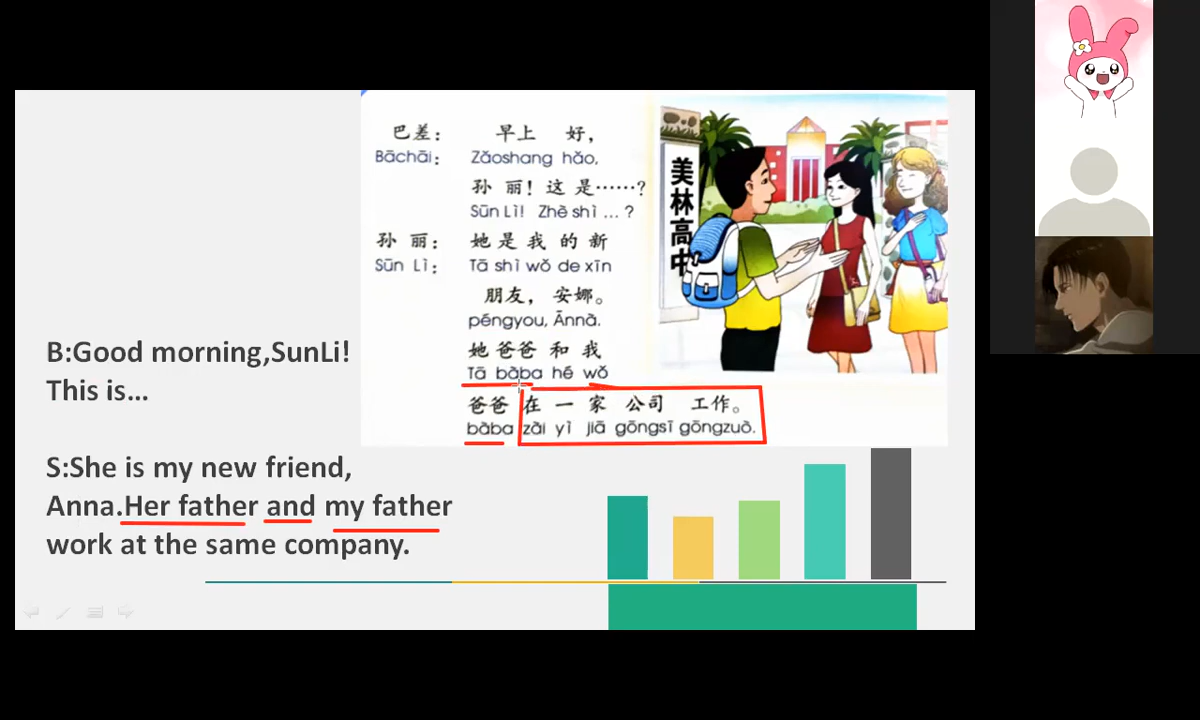 巴差： 早上 好，
Bāchāi： Zǎoshang hǎo,
孙 丽！这 是……？
Sūn Lì! Zhè shì ... ?
孙 丽： 她 是 我 的 新
Sūn Lì： Tā shì wǒ de xīn
朋友， 安娜。
péngyou, Ānnà.
她 爸爸 和 我
Tā bàba hé wǒ
爸爸 在 一 家 公司 工作。
bàba zài yì jiā gōngsī gōngzuò.
美林高中
B:Good morning,SunLi!
This is...
S:She is my new friend,
Anna.Her father and my father
work at the same company.